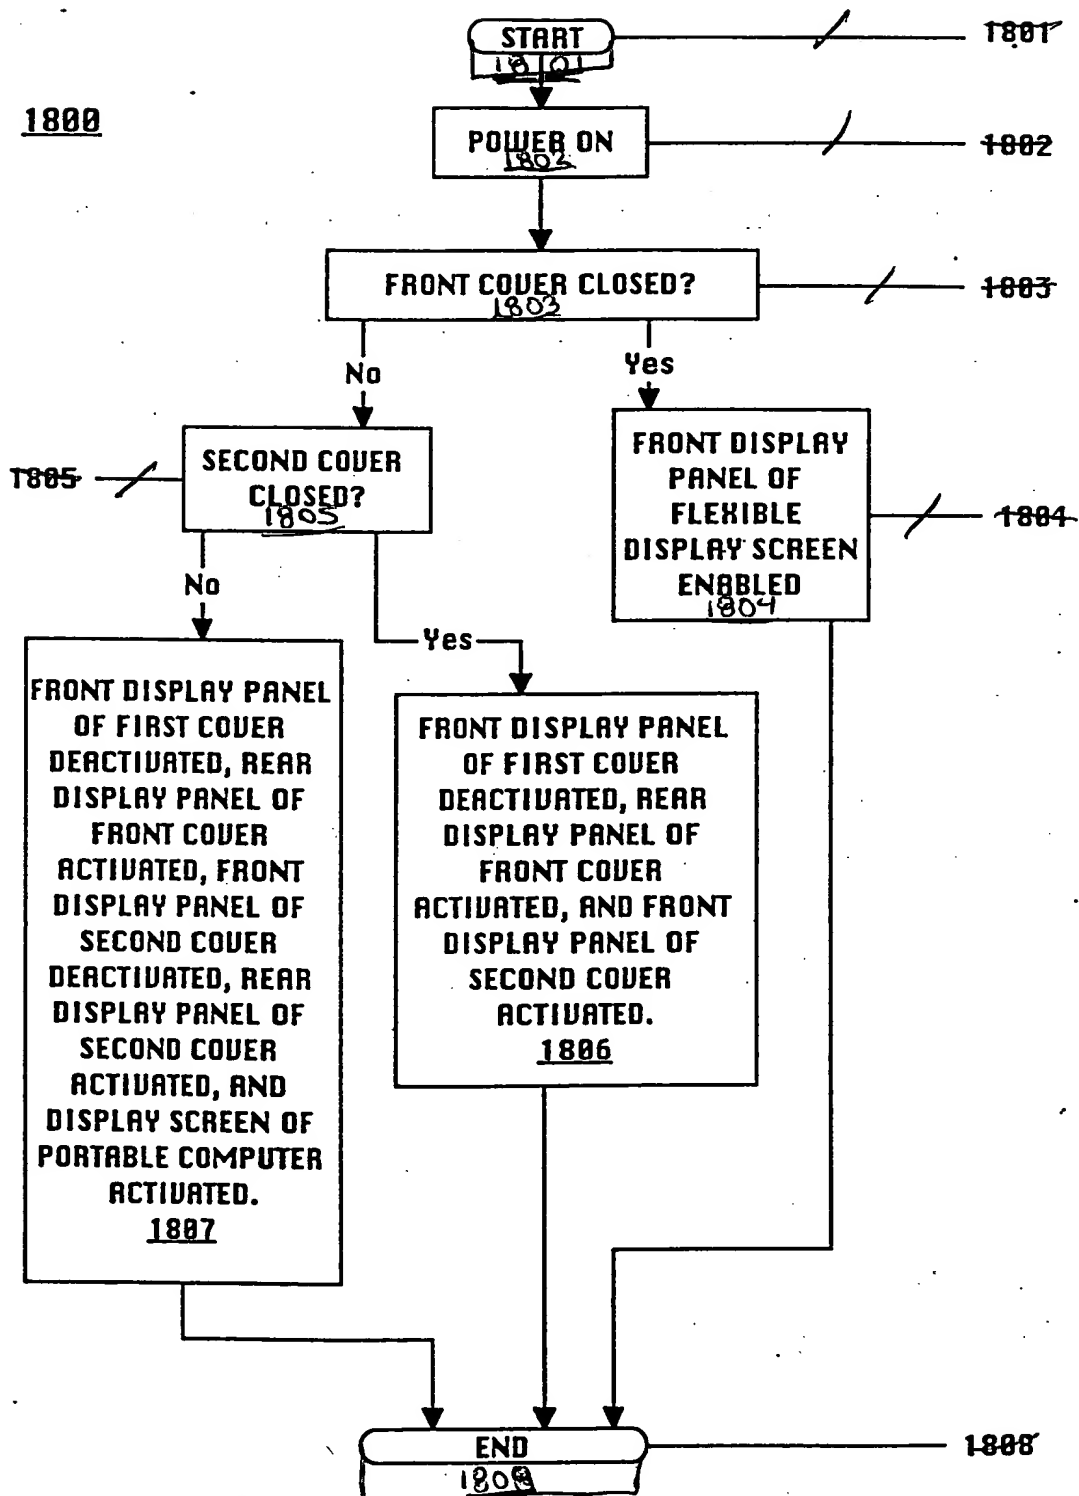 START
1801
1801
1800
POWER ON
1802
1802
FRONT COVER CLOSED?
1803
1803
No
Yes
SECOND COVER
CLOSED?
1805
1805
FRONT DISPLAY
PANEL OF
FLEXIBLE
DISPLAY SCREEN
ENABLED
1804
1804
No
Yes
FRONT DISPLAY PANEL
OF FIRST COVER
DEACTIVATED, REAR
DISPLAY PANEL OF
FRONT COVER
ACTIVATED, FRONT
DISPLAY PANEL OF
SECOND COVER
DEACTIVATED, REAR
DISPLAY PANEL OF
SECOND COVER
ACTIVATED, AND
DISPLAY SCREEN OF
PORTABLE COMPUTER
ACTIVATED.
1807
FRONT DISPLAY PANEL
OF FIRST COVER
DEACTIVATED, REAR
DISPLAY PANEL OF
FRONT COVER
ACTIVATED, AND FRONT
DISPLAY PANEL OF
SECOND COVER
ACTIVATED.
1806
END
1808
1808